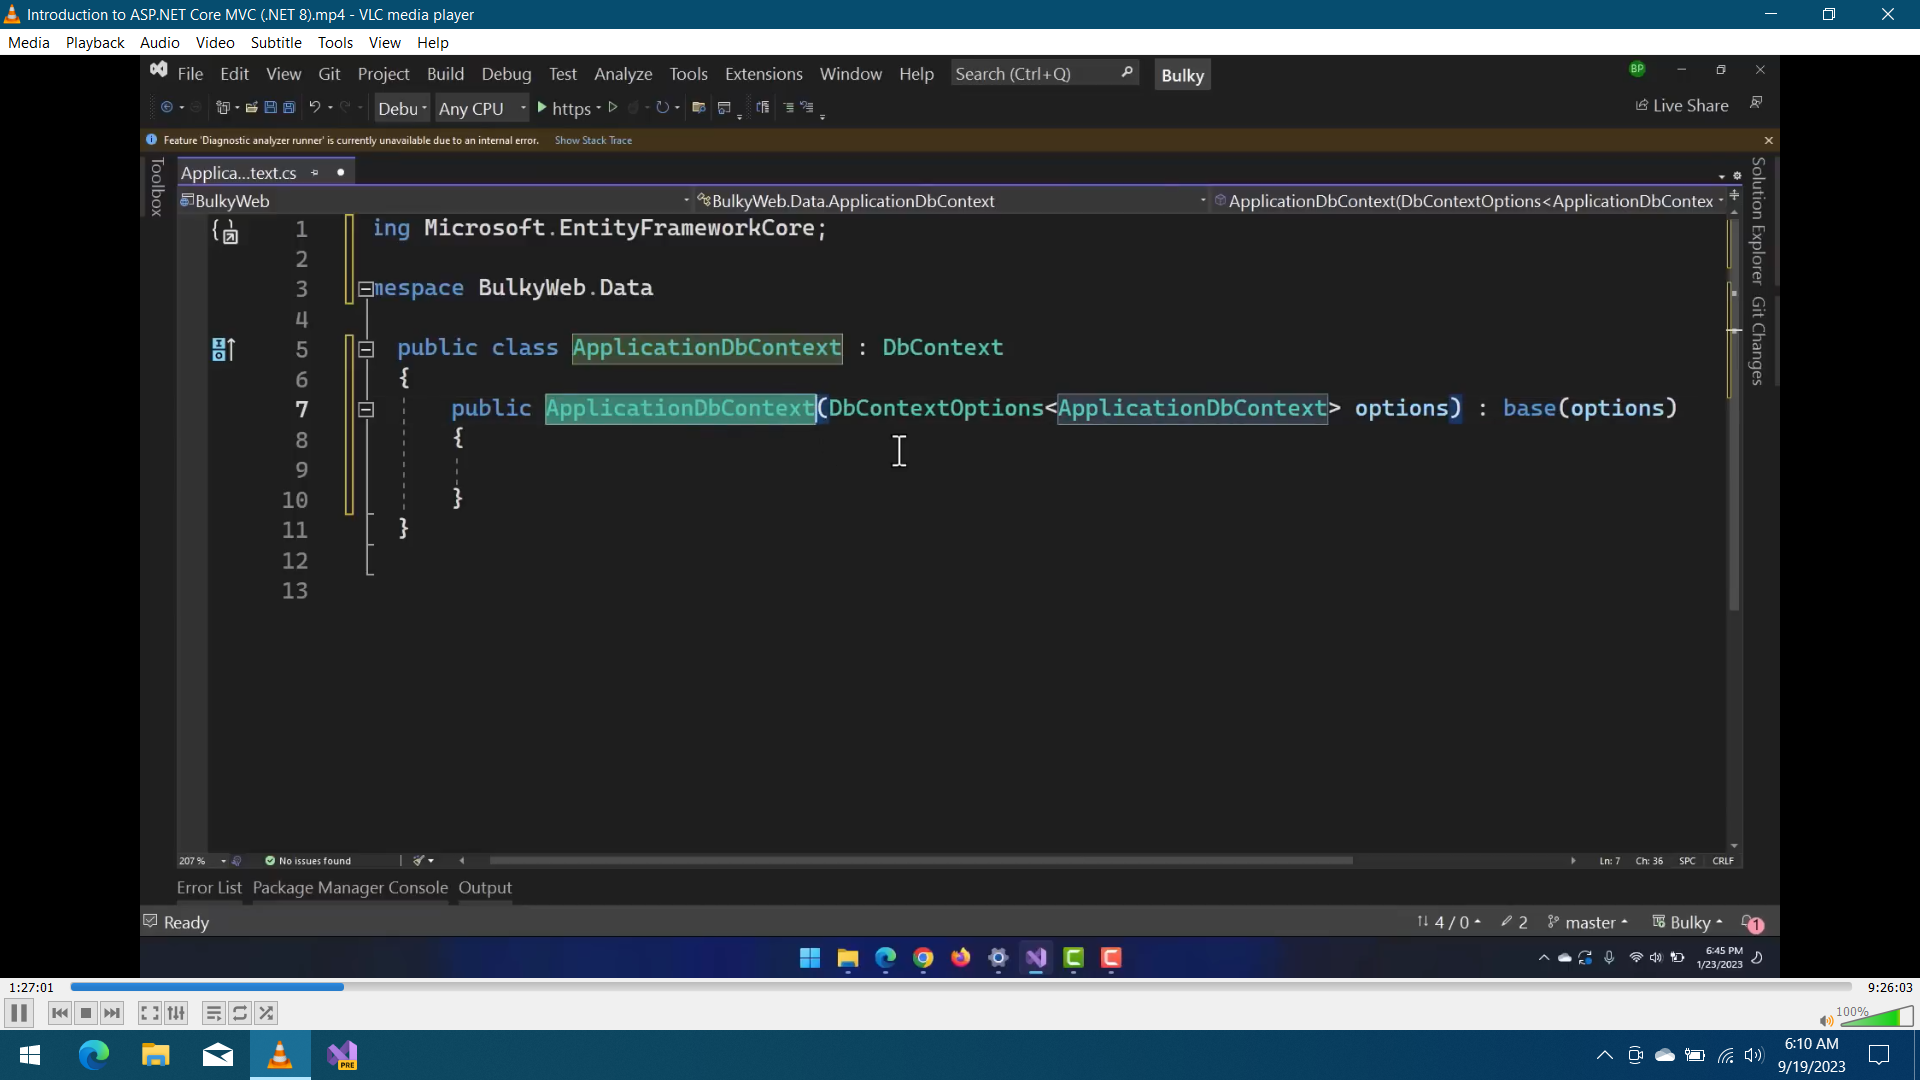 Introduction to ASP.NET Core MVC (.NET 8).mp4 - VLC media player
Media Playback Audio Video Subtitle Tools View Help
File Edit View Git Project Build Debug Test Analyze Tools Extensions Window Help Search (Ctrl+Q) Bulky BP
Debu Any CPU https Live Share
Feature 'Diagnostic analyzer runner' is currently unavailable due to an internal error. Show Stack Trace
Toolbox
Applica...text.cs
BulkyWeb BulkyWeb.Data.ApplicationDbContext ApplicationDbContext(DbContextOptions<ApplicationDbContex
Solution Explorer
Git Changes
1 ing Microsoft.EntityFrameworkCore;
2
3 mespace BulkyWeb.Data
4
5 public class ApplicationDbContext : DbContext
6 {
7 public ApplicationDbContext(DbContextOptions<ApplicationDbContext> options) : base(options)
8 {
9
10 }
11 }
12
13
207 % No issues found Ln: 7 Ch: 36 SPC CRLF
Error List Package Manager Console Output
Ready 4 / 0 2 master Bulky 1
6:45 PM
1/23/2023
1:27:01 9:26:03
100%
PRE
6:10 AM
9/19/2023